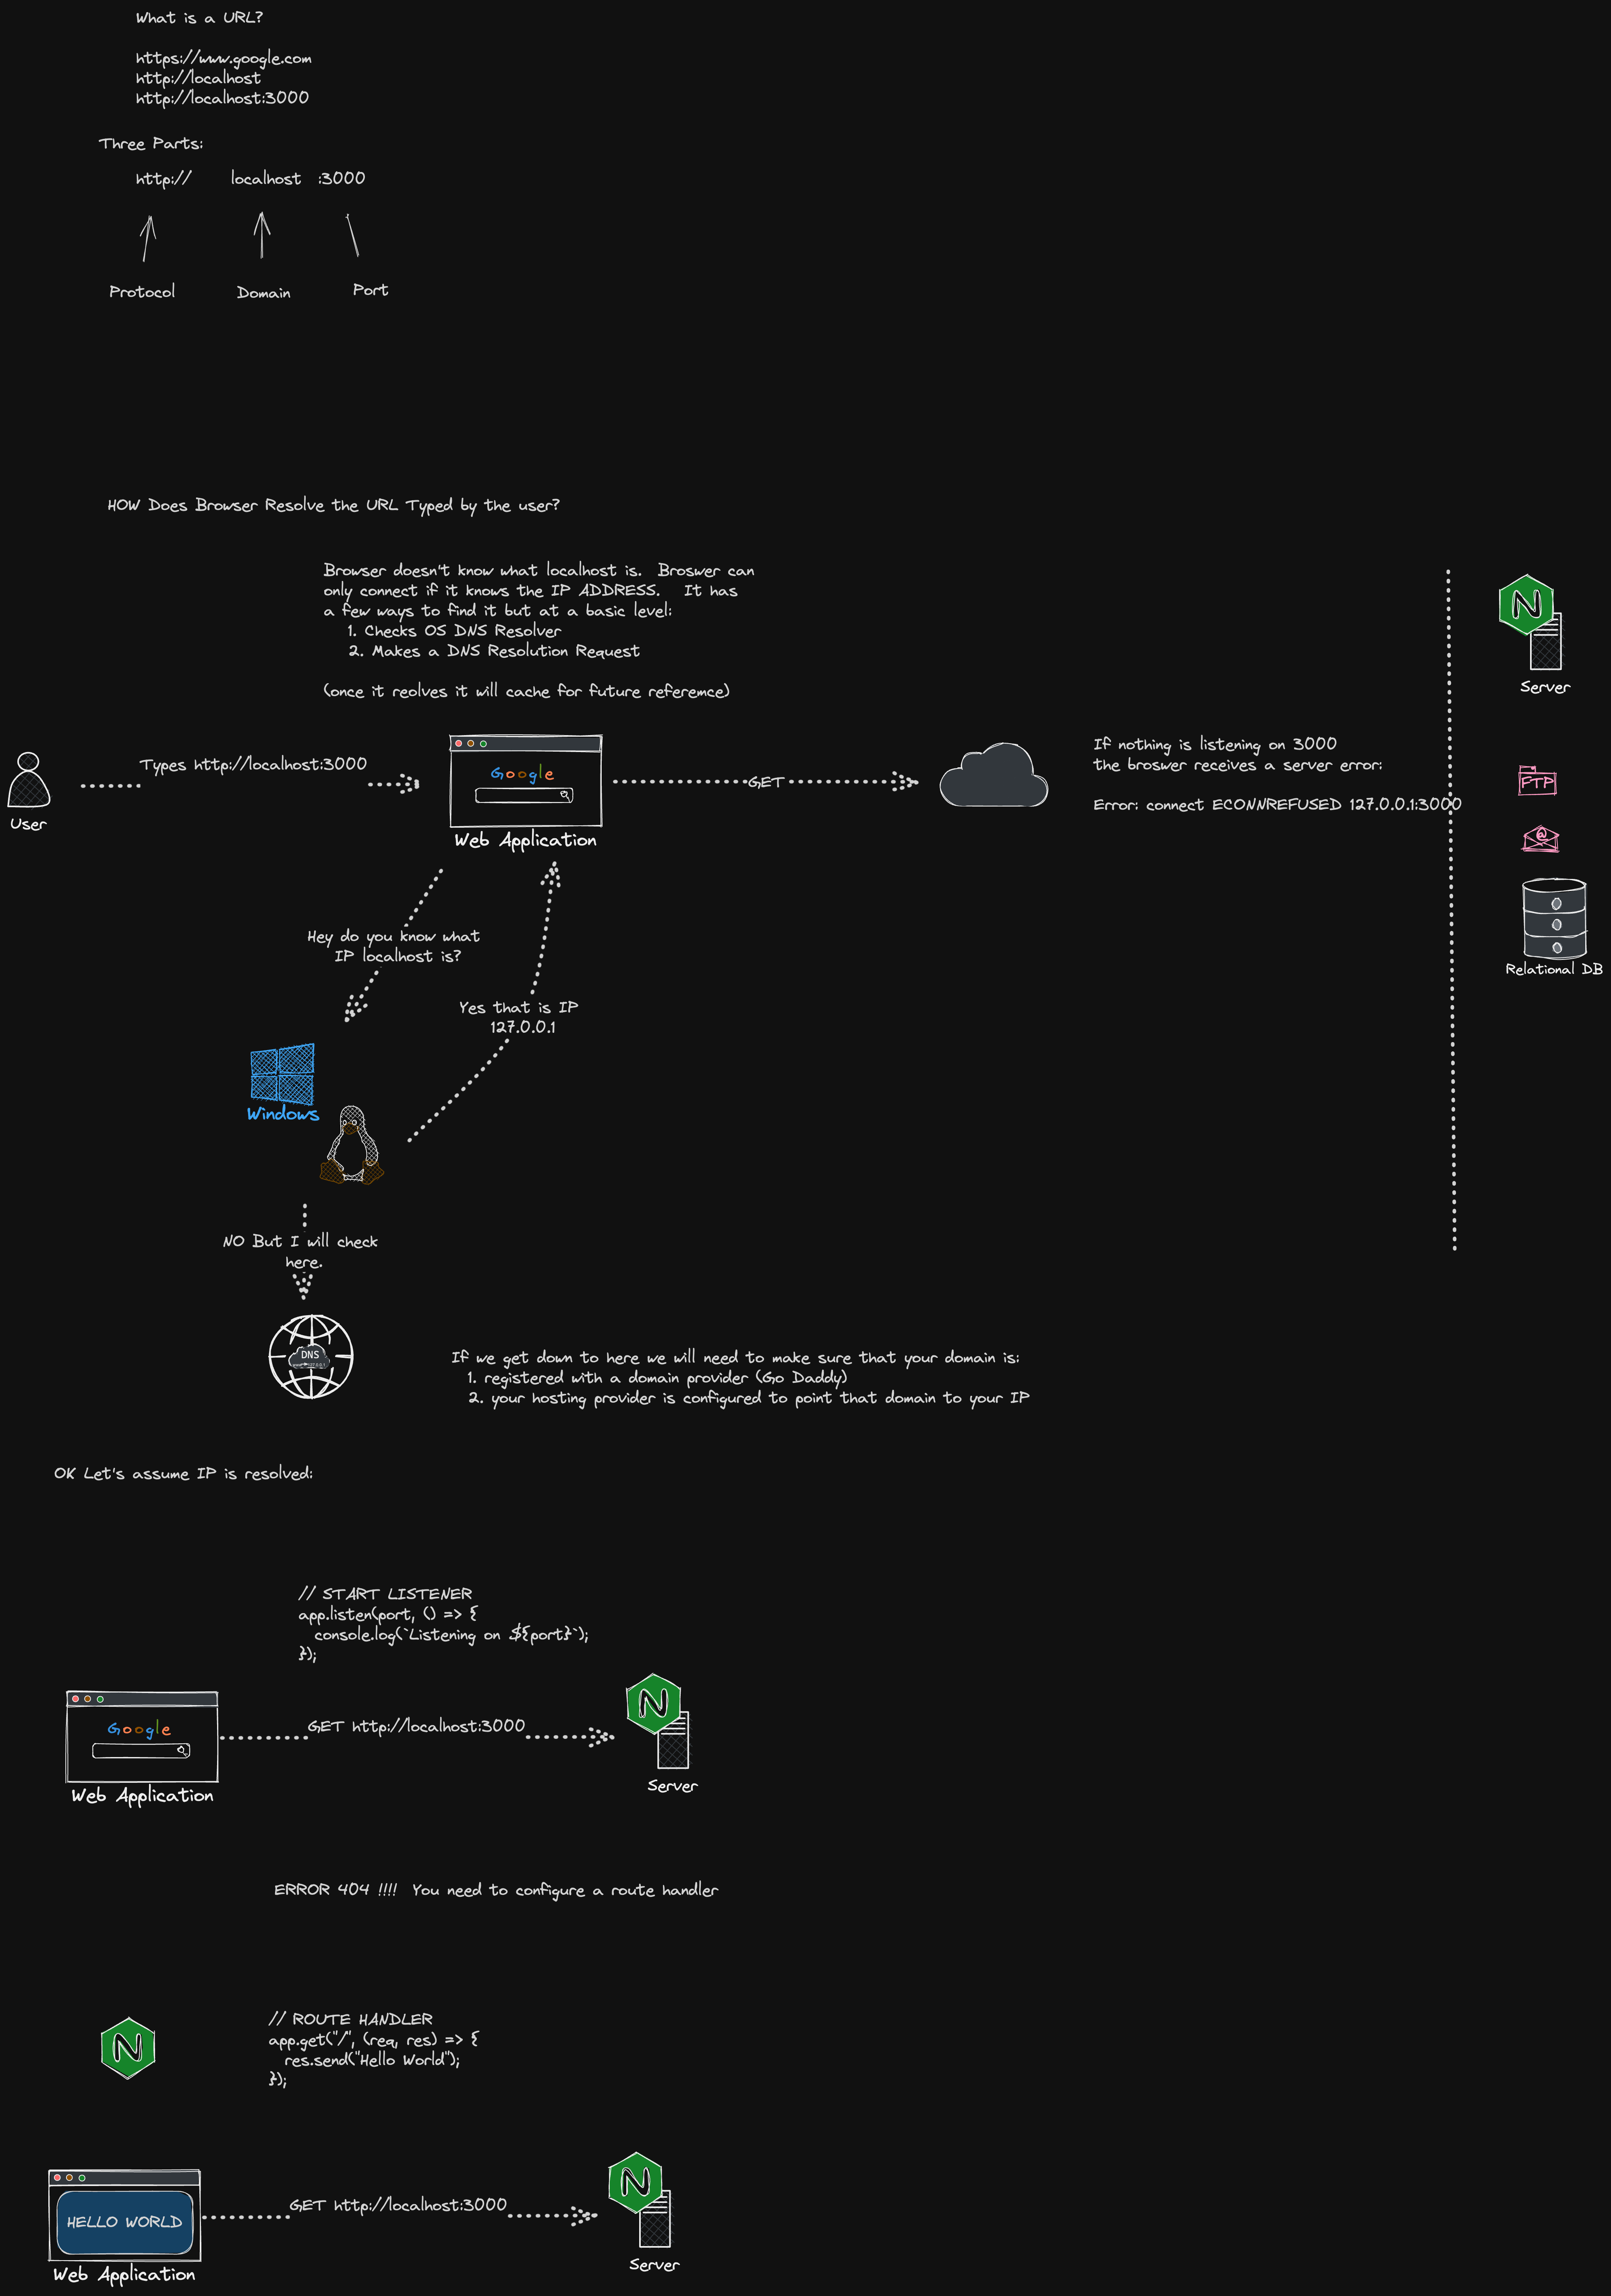 What is a URL?
https://www.google.com
http://localhost
http://localhost:3000
Three Parts:
http:// localhost :3000
Protocol Domain Port
HOW Does Browser Resolve the URL Typed by the user?
Browser doesn't know what localhost is. Broswer can
only connect if it knows the IP ADDRESS. It has
a few ways to find it but at a basic level:
1. Checks OS DNS Resolver
2. Makes a DNS Resolution Request
(once it reolves it will cache for future referemce)
Server
User
Types http://localhost:3000
Google
Web Application
GET
If nothing is listening on 3000
the broswer receives a server error:
Error: connect ECONNREFUSED 127.0.0.1:3000
FTP
@
Relational DB
Hey do you know what
IP localhost is?
Yes that is IP
127.0.0.1
Windows
NO But I will check
here.
DNS
If we get down to here we will need to make sure that your domain is:
1. registered with a domain provider (Go Daddy)
2. your hosting provider is configured to point that domain to your IP
OK Let's assume IP is resolved:
// START LISTENER
app.listen(port, () => {
console.log(`Listening on ${port}`);
});
Google
Web Application
GET http://localhost:3000
N
Server
ERROR 404 !!!! You need to configure a route handler
N
// ROUTE HANDLER
app.get("/", (req, res) => {
res.send("Hello World");
});
HELLO WORLD
Web Application
GET http://localhost:3000
N
Server